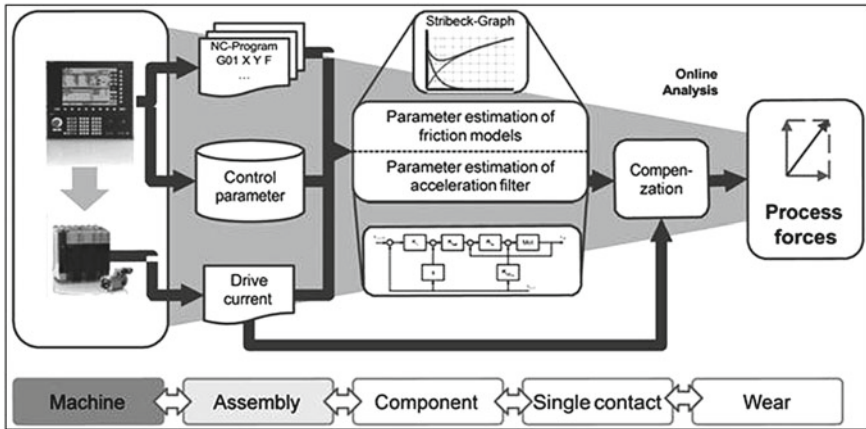 NC-Program
G01 X Y F
...
Control
parameter
Drive
current
Stribeck-Graph
Parameter estimation of
friction models
Parameter estimation of
acceleration filter
Online
Analysis
Compen-
zation
Process
forces
Machine
Assembly
Component
Single contact
Wear